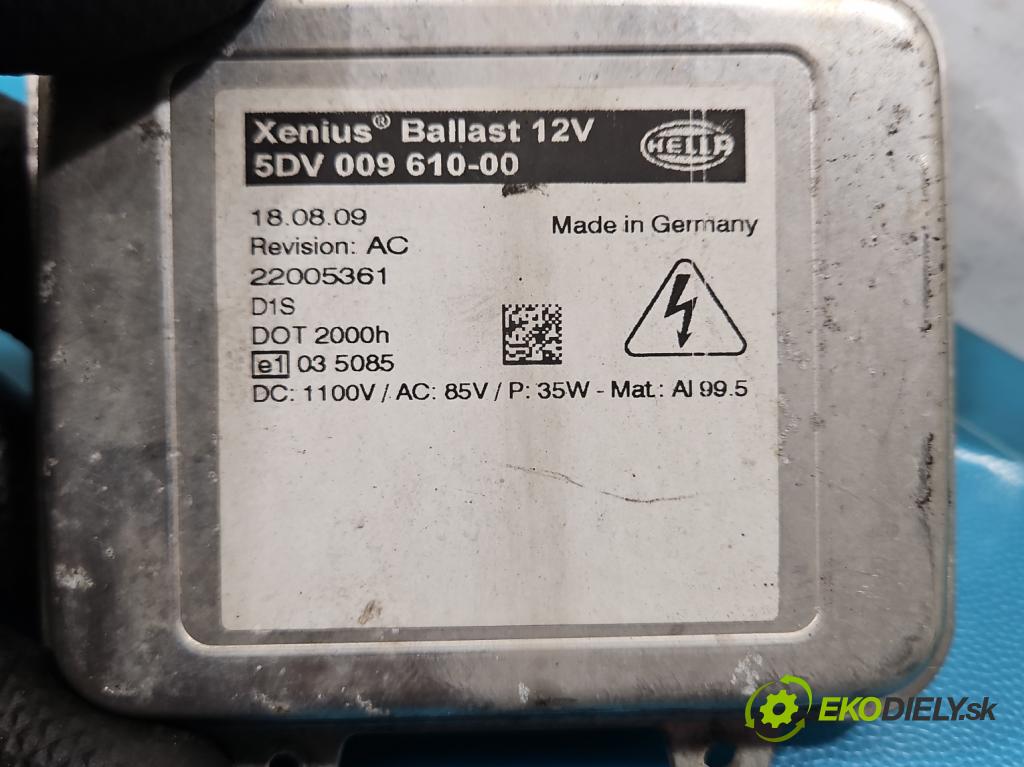 Xenius® Ballast 12V
5DV 009 610-00
HELLA
18.08.09
Made in Germany
Revision: AC
22005361
D1S
DOT 2000h
e1 03 5085
DC: 1100V / AC: 85V / P: 35W - Mat.: Al 99.5
EKODIELY.sk